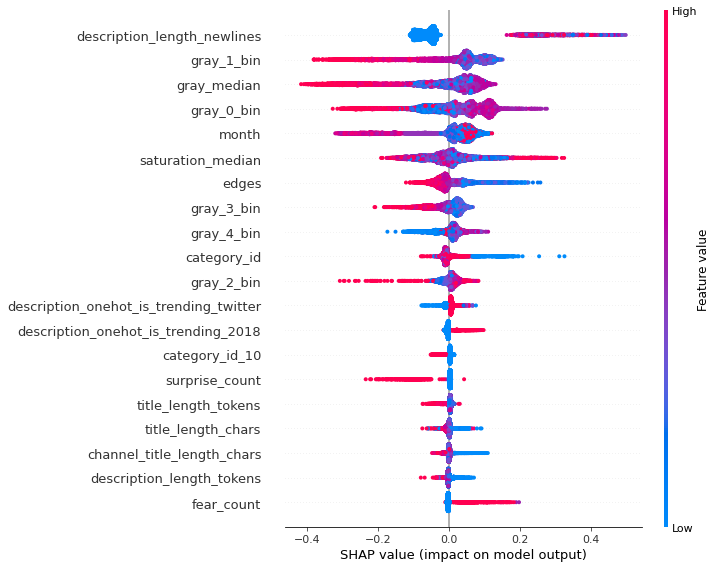 High
description_length_newlines
gray_1_bin
gray_median
gray_0_bin
month
saturation_median
edges
gray_3_bin
gray_4_bin
category_id
gray_2_bin
description_onehot_is_trending_twitter
description_onehot_is_trending_2018
category_id_10
surprise_count
title_length_tokens
title_length_chars
channel_title_length_chars
description_length_tokens
fear_count
Feature value
Low
−0.4 −0.2 0.0 0.2 0.4
SHAP value (impact on model output)